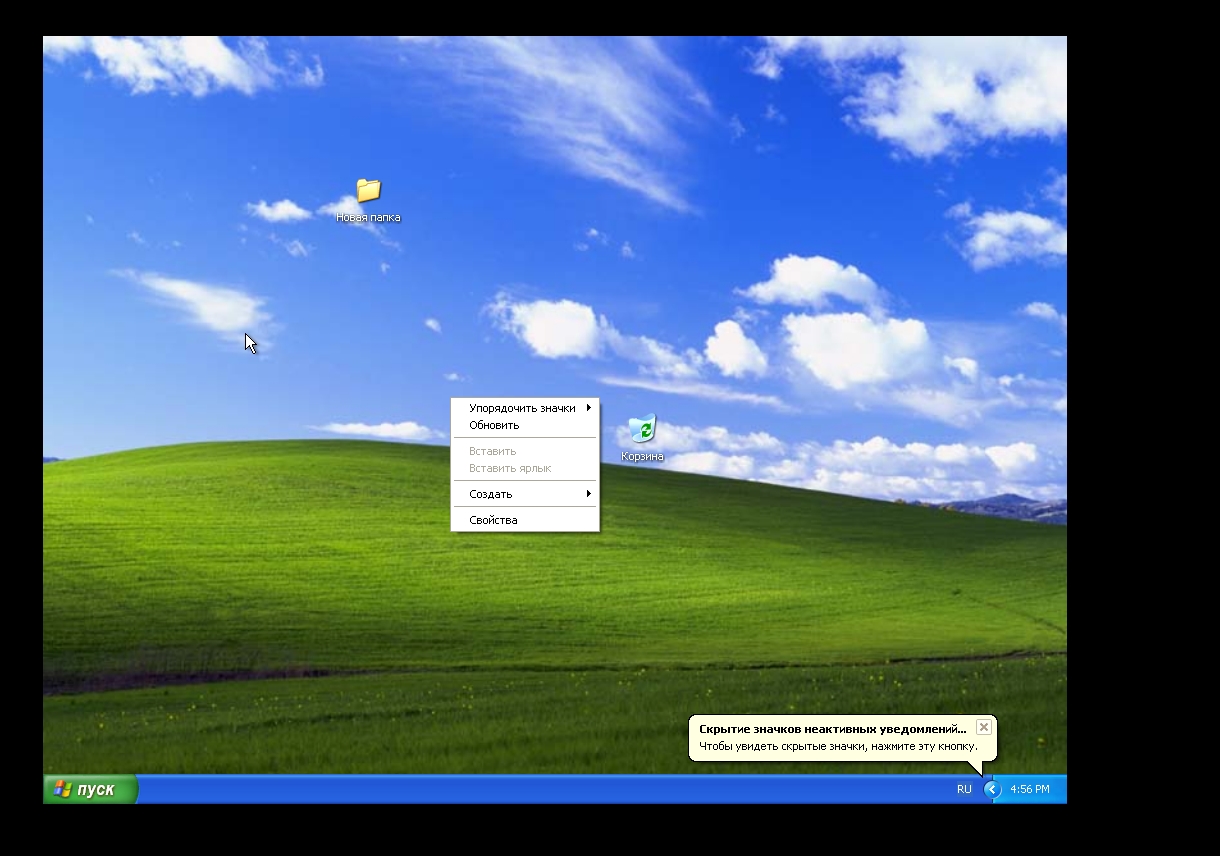 Новая папка
Упорядочить значки
Обновить
Корзина
Вставить
Вставить ярлык
Создать
Свойства
Скрытие значков неактивных уведомлений...
Чтобы увидеть скрытые значки, нажмите эту кнопку.
пуск
RU
4:56 PM